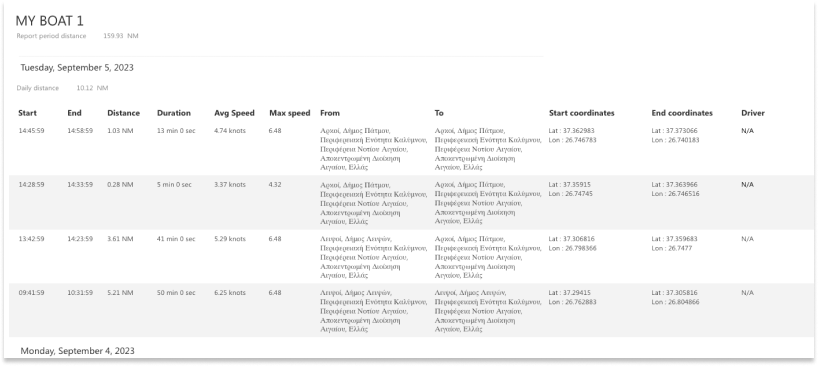 MY BOAT 1
Report period distance 159.93 NM
Tuesday, September 5, 2023
Daily distance 10.12 NM
Start End Distance Duration Avg Speed Max speed From To Start coordinates End coordinates Driver
14:45:59 14:58:59 1.03 NM 13 min 0 sec 4.74 knots 6.48 Αρκοί, Δήμος Πάτμου, Αρκοί, Δήμος Πάτμου, Lat : 37.362983 Lat : 37.373066 N/A
Περιφερειακή Ενότητα Καλύμνου, Περιφερειακή Ενότητα Καλύμνου, Lon : 26.746783 Lon : 26.740183
Περιφέρεια Νοτίου Αιγαίου, Περιφέρεια Νοτίου Αιγαίου,
Αποκεντρωμένη Διοίκηση Αποκεντρωμένη Διοίκηση
Αιγαίου, Ελλάς Αιγαίου, Ελλάς
14:28:59 14:33:59 0.28 NM 5 min 0 sec 3.37 knots 4.32 Αρκοί, Δήμος Πάτμου, Αρκοί, Δήμος Πάτμου, Lat : 37.35915 Lat : 37.363966 N/A
Περιφερειακή Ενότητα Καλύμνου, Περιφερειακή Ενότητα Καλύμνου, Lon : 26.74745 Lon : 26.746516
Περιφέρεια Νοτίου Αιγαίου, Περιφέρεια Νοτίου Αιγαίου,
Αποκεντρωμένη Διοίκηση Αποκεντρωμένη Διοίκηση
Αιγαίου, Ελλάς Αιγαίου, Ελλάς
13:42:59 14:23:59 3.61 NM 41 min 0 sec 5.29 knots 6.48 Λειψοί, Δήμος Λειψών, Αρκοί, Δήμος Πάτμου, Lat : 37.306816 Lat : 37.359683 N/A
Περιφερειακή Ενότητα Καλύμνου, Περιφερειακή Ενότητα Καλύμνου, Lon : 26.798366 Lon : 26.7477
Περιφέρεια Νοτίου Αιγαίου, Περιφέρεια Νοτίου Αιγαίου,
Αποκεντρωμένη Διοίκηση Αποκεντρωμένη Διοίκηση
Αιγαίου, Ελλάς Αιγαίου, Ελλάς
09:41:59 10:31:59 5.21 NM 50 min 0 sec 6.25 knots 6.48 Λειψοί, Δήμος Λειψών, Λειψοί, Δήμος Λειψών, Lat : 37.29415 Lat : 37.305816 N/A
Περιφερειακή Ενότητα Καλύμνου, Περιφερειακή Ενότητα Καλύμνου, Lon : 26.762883 Lon : 26.804866
Περιφέρεια Νοτίου Αιγαίου, Περιφέρεια Νοτίου Αιγαίου,
Αποκεντρωμένη Διοίκηση Αποκεντρωμένη Διοίκηση
Αιγαίου, Ελλάς Αιγαίου, Ελλάς
Monday, September 4, 2023